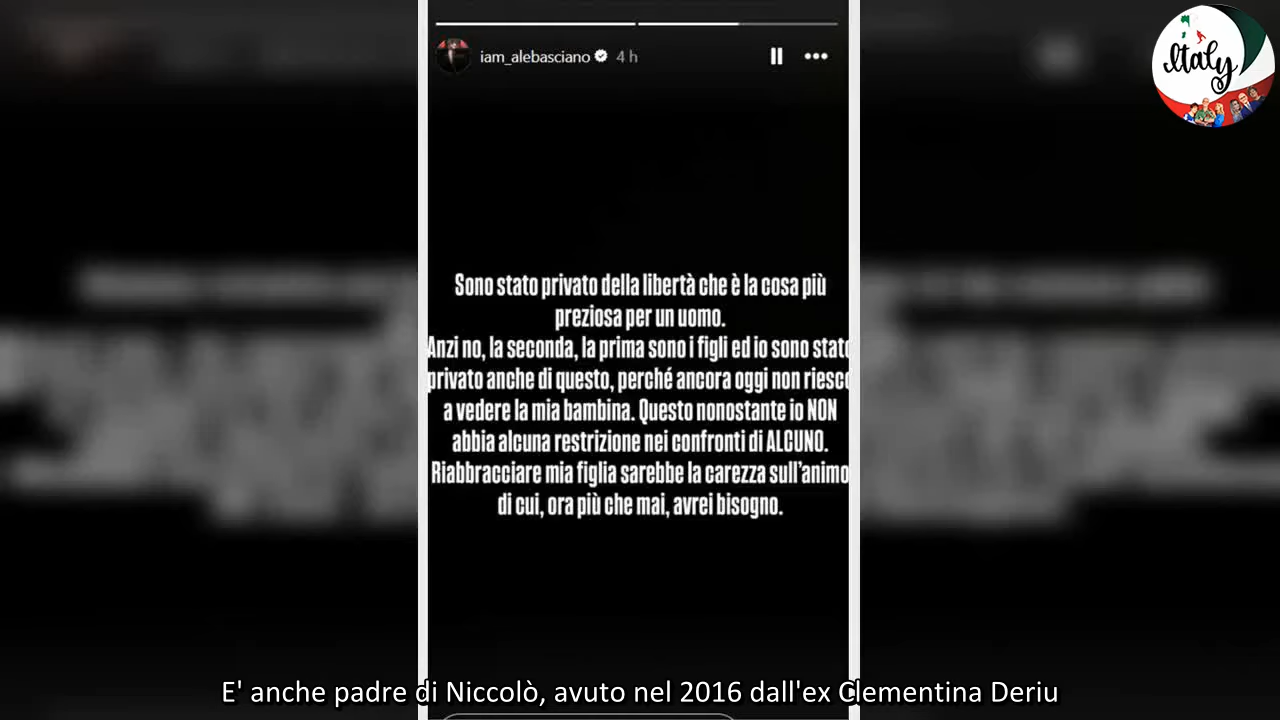 iam_alebasciano 4 h
Italy
Sono stato privato della libertà che è la cosa più
preziosa per un uomo.
Anzi no, la seconda, la prima sono i figli ed io sono stato
privato anche di questo, perché ancora oggi non riesco
a vedere la mia bambina. Questo nonostante io NON
abbia alcuna restrizione nei confronti di ALCUNO.
Riabbracciare mia figlia sarebbe la carezza sull'animo
di cui, ora più che mai, avrei bisogno.
E' anche padre di Niccolò, avuto nel 2016 dall'ex Clementina Deriu